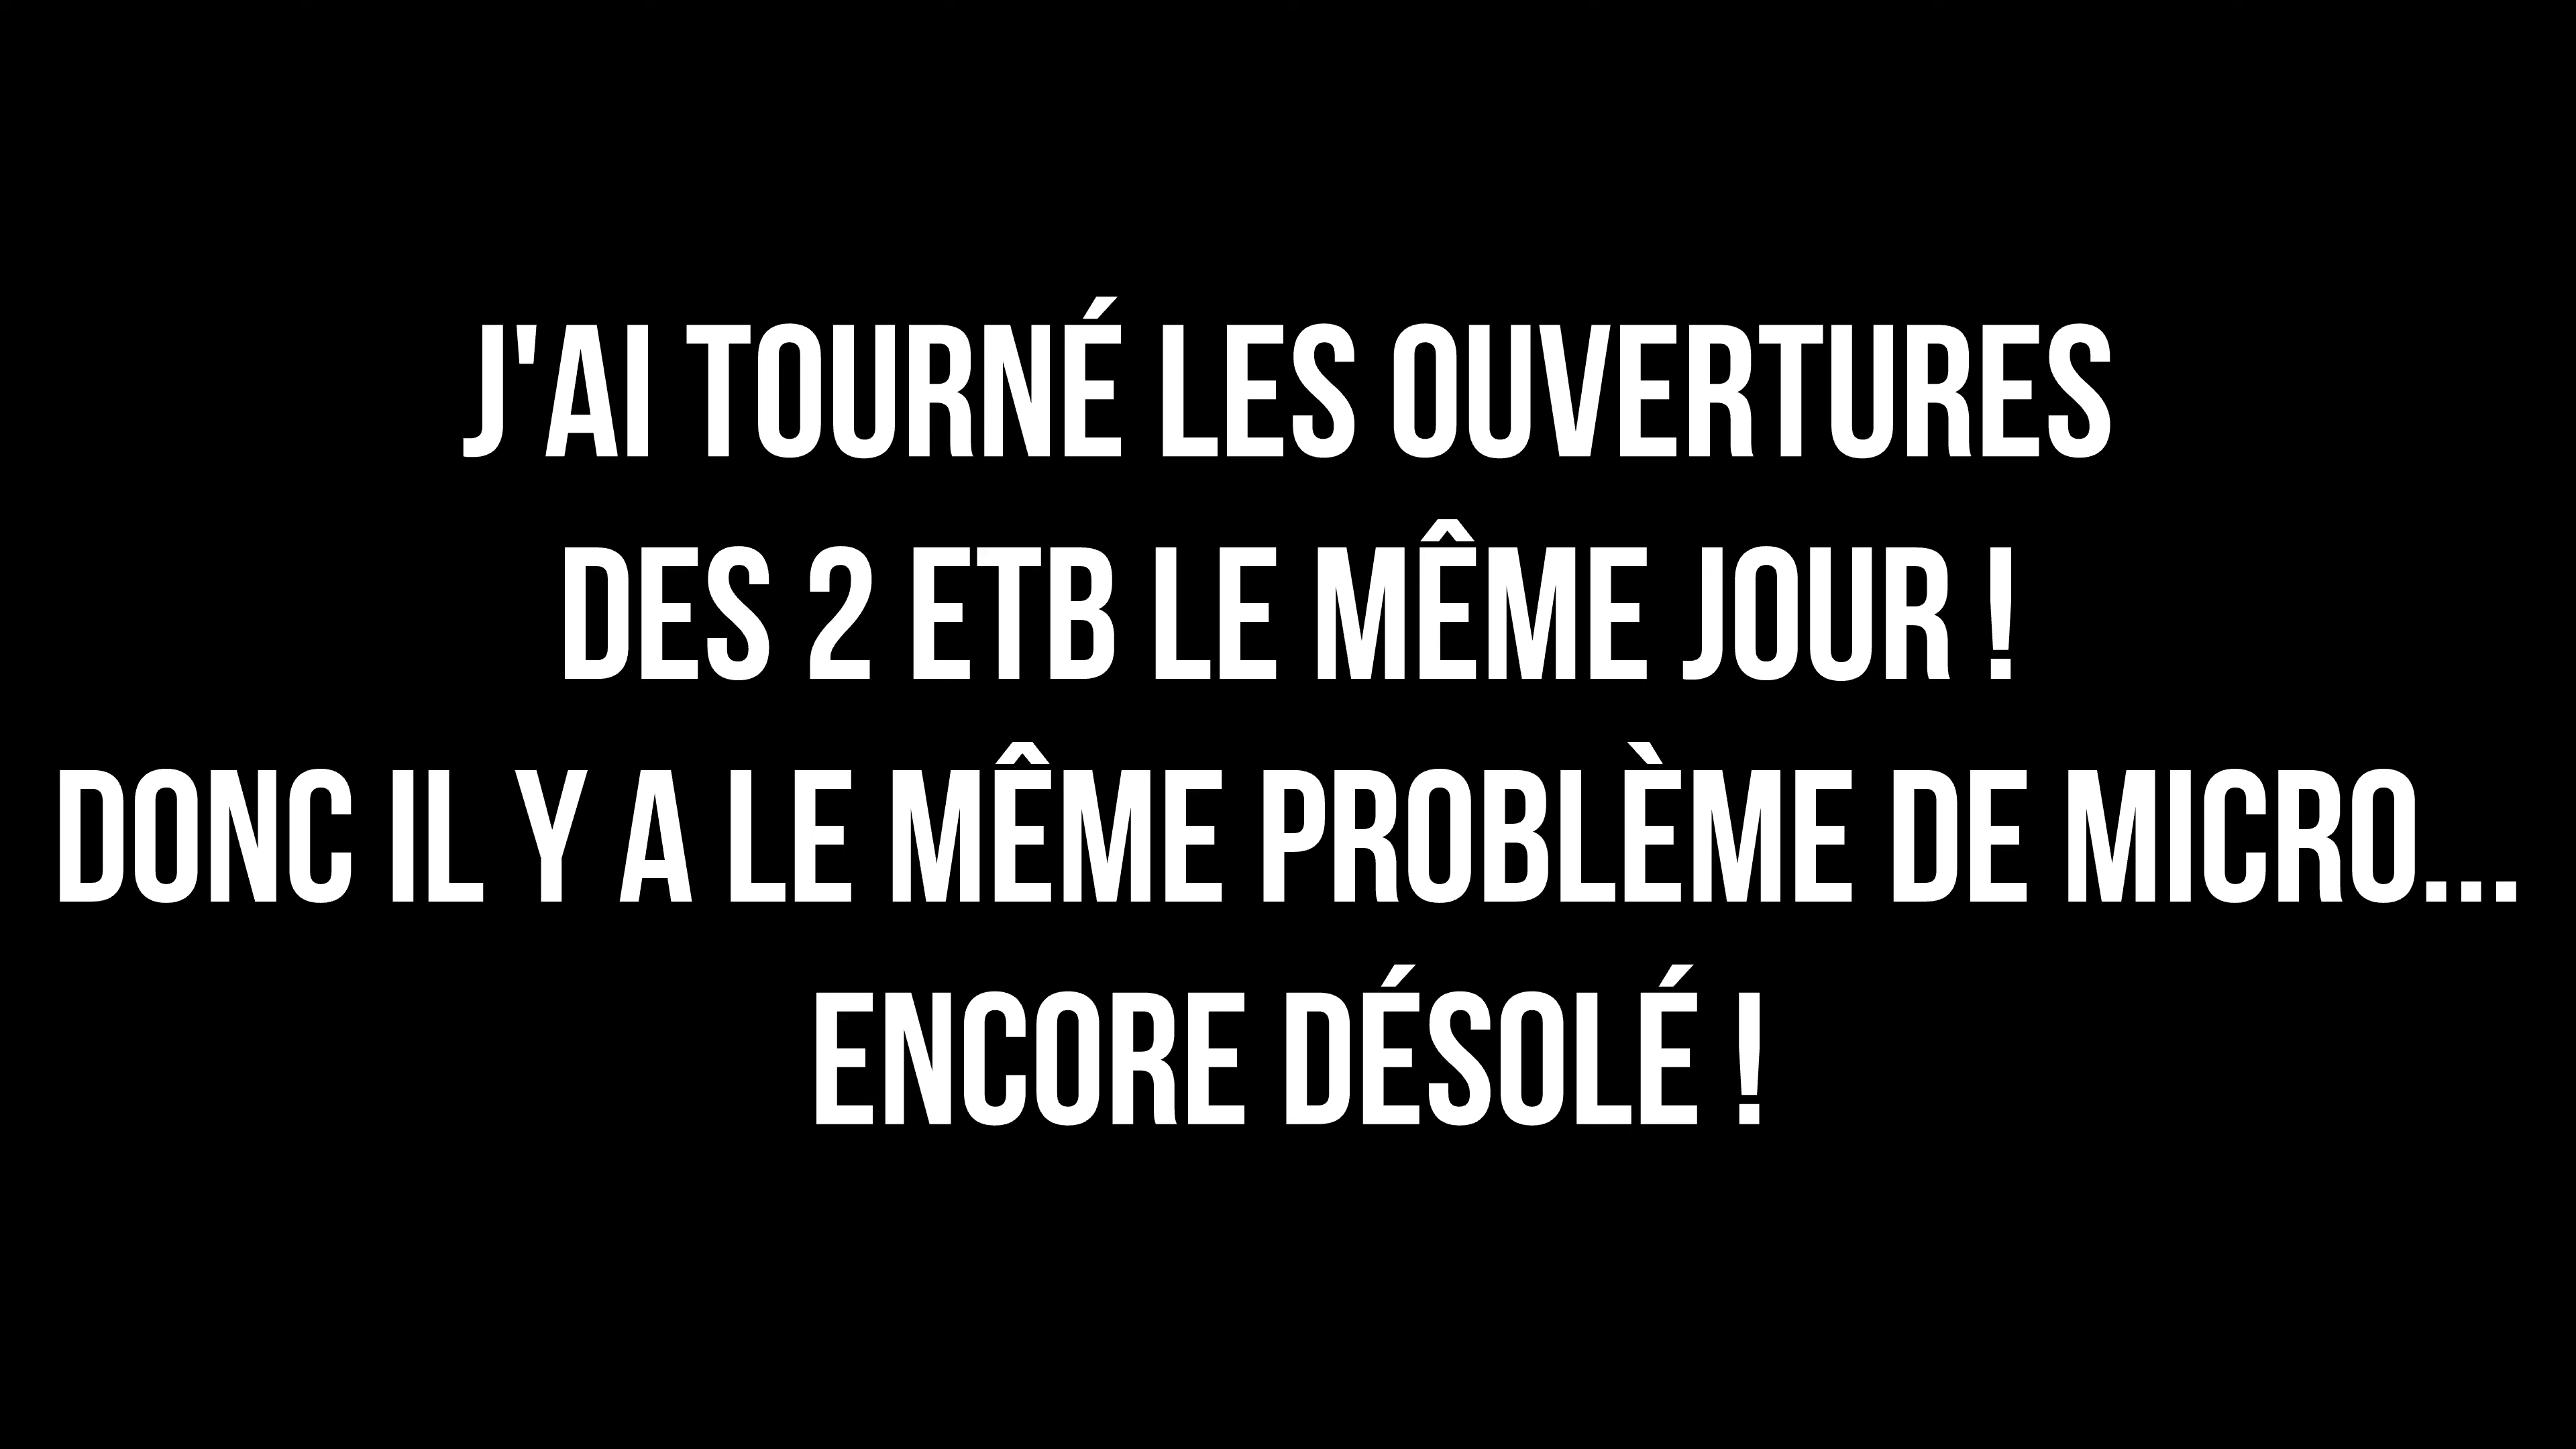 J'AI TOURNÉ LES OUVERTURES
DES 2 ETB LE MÊME JOUR !
DONC IL Y A LE MÊME PROBLÈME DE MICRO...
ENCORE DÉSOLÉ !